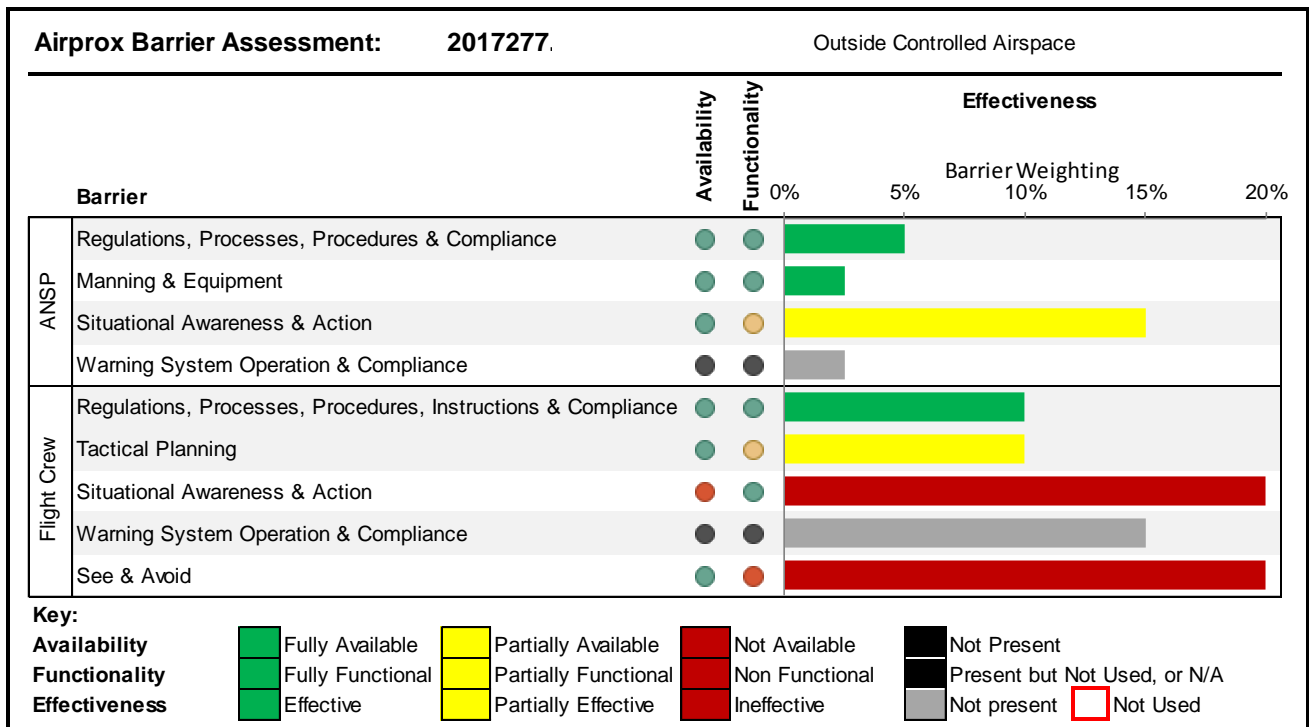 Airprox Barrier Assessment: 2017277. Outside Controlled Airspace
Availability
Functionality
Effectiveness
Barrier Weighting
Barrier
0% 5% 10% 15% 20%
ANSP
Regulations, Processes, Procedures & Compliance
Manning & Equipment
Situational Awareness & Action
Warning System Operation & Compliance
Flight Crew
Regulations, Processes, Procedures, Instructions & Compliance
Tactical Planning
Situational Awareness & Action
Warning System Operation & Compliance
See & Avoid
Key:
Availability Fully Available Partially Available Not Available Not Present
Functionality Fully Functional Partially Functional Non Functional Present but Not Used, or N/A
Effectiveness Effective Partially Effective Ineffective Not present Not Used